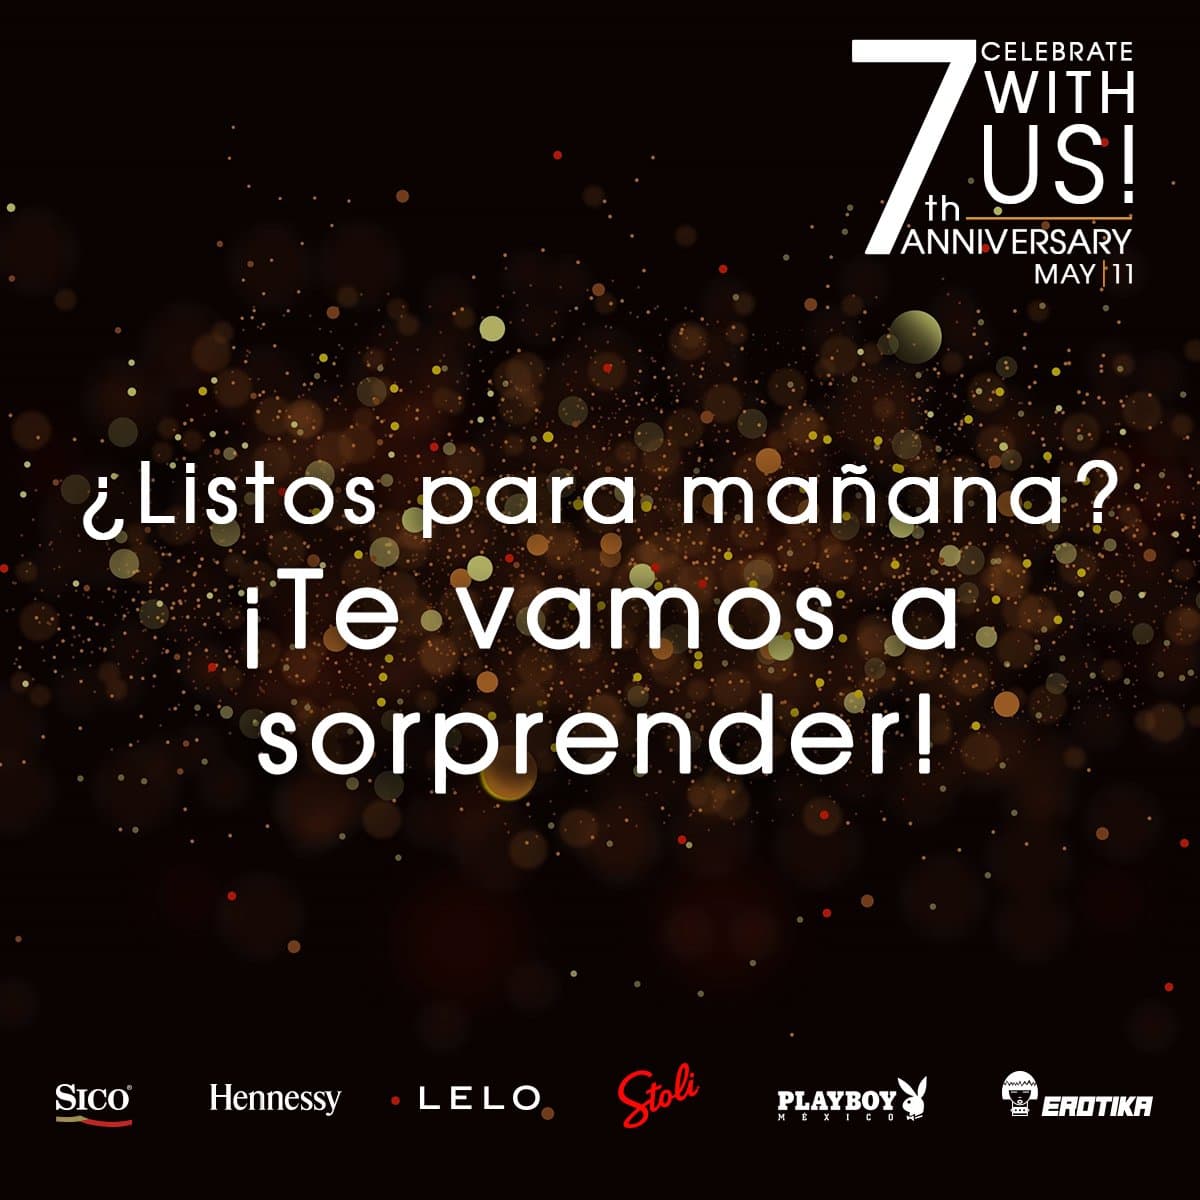 7th
CELEBRATE
WITH
US!
ANNIVERSARY
MAY | 11
¿Listos para mañana?
¡Te vamos a
sorprender!
SICO®
Hennessy
LELO
Stoli
PLAYBOY
MÉXICO
EROTIKA